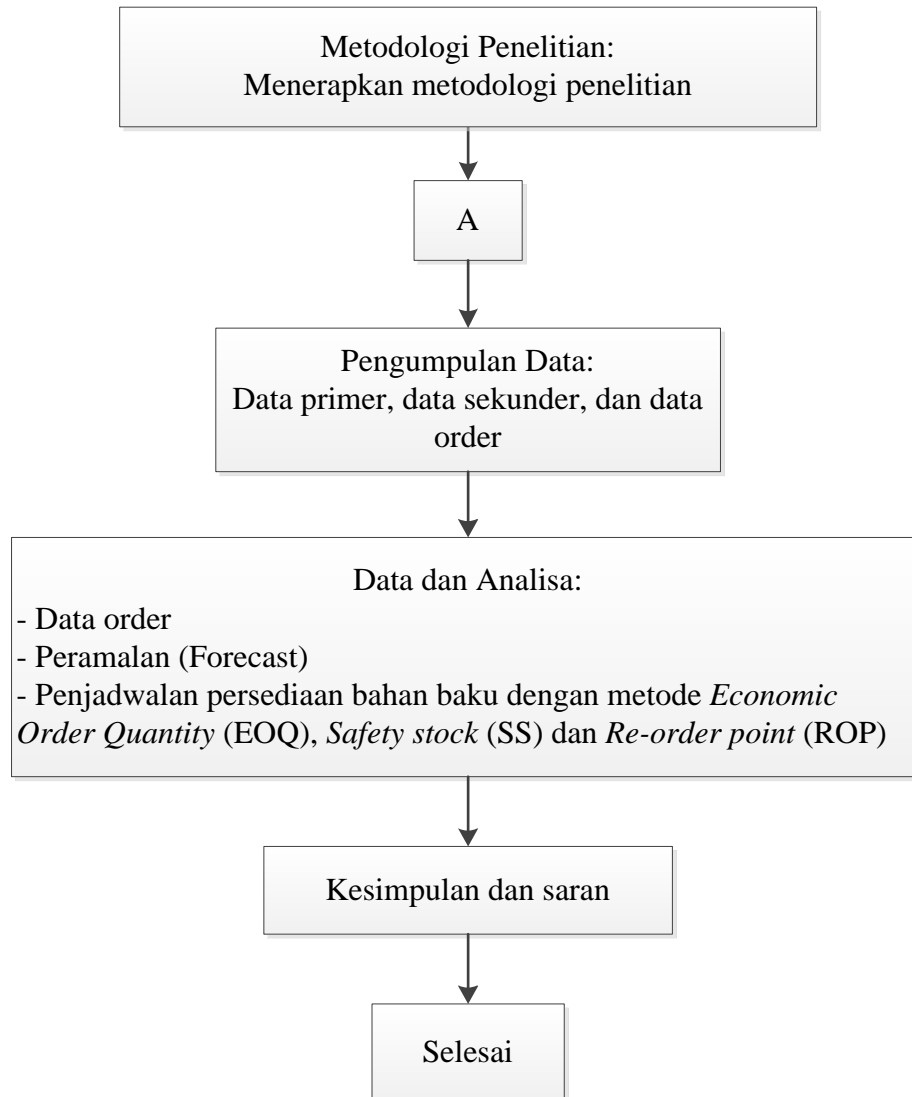 Metodologi Penelitian:
Menerapkan metodologi penelitian
A
Pengumpulan Data:
Data primer, data sekunder, dan data
order
Data dan Analisa:
- Data order
- Peramalan (Forecast)
- Penjadwalan persediaan bahan baku dengan metode Economic
Order Quantity (EOQ), Safety stock (SS) dan Re-order point (ROP)
Kesimpulan dan saran
Selesai